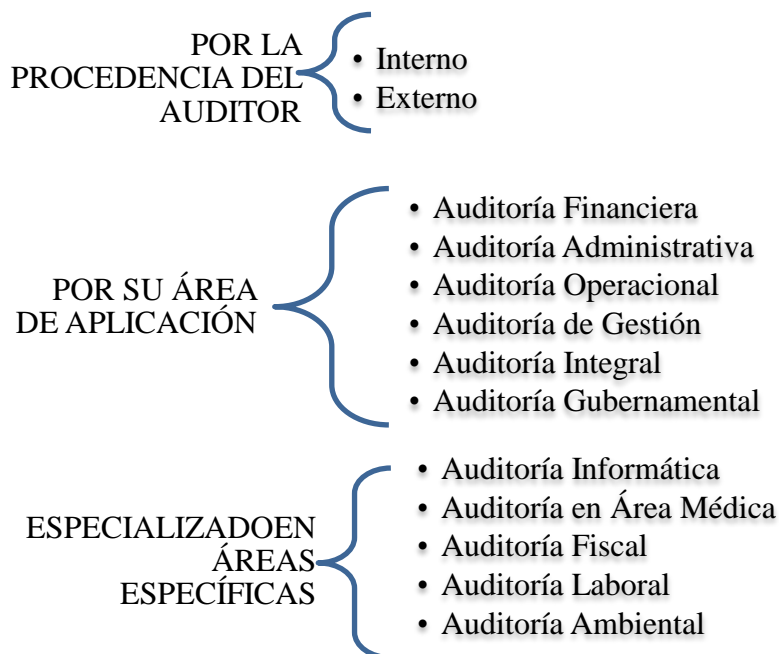 POR LA
PROCEDENCIA DEL
AUDITOR
• Interno
• Externo
POR SU ÁREA
DE APLICACIÓN
• Auditoría Financiera
• Auditoría Administrativa
• Auditoría Operacional
• Auditoría de Gestión
• Auditoría Integral
• Auditoría Gubernamental
ESPECIALIZADOEN
ÁREAS
ESPECÍFICAS
• Auditoría Informática
• Auditoría en Área Médica
• Auditoría Fiscal
• Auditoría Laboral
• Auditoría Ambiental